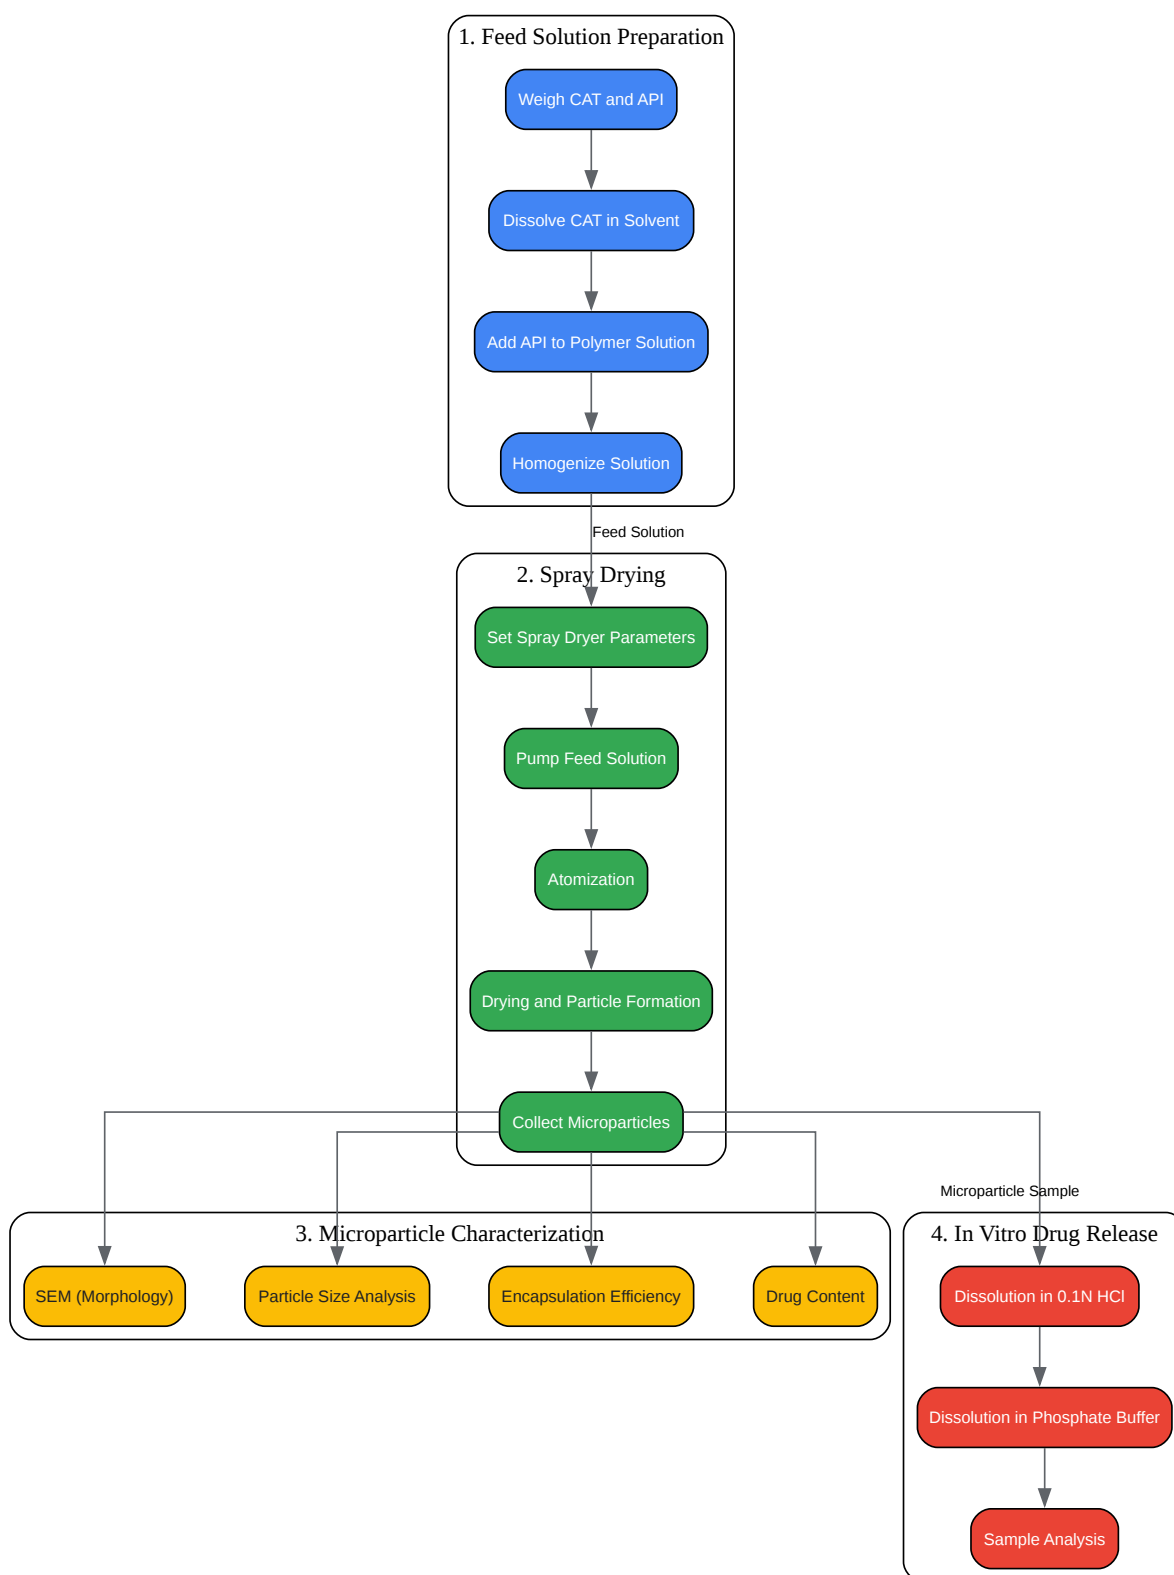 1. Feed Solution Preparation
Weigh CAT and API
Dissolve CAT in Solvent
Add API to Polymer Solution
Homogenize Solution
Feed Solution
2. Spray Drying
Set Spray Dryer Parameters
Pump Feed Solution
Atomization
Drying and Particle Formation
Collect Microparticles
Microparticle Sample
3. Microparticle Characterization
SEM (Morphology)
Particle Size Analysis
Encapsulation Efficiency
Drug Content
4. In Vitro Drug Release
Dissolution in 0.1N HCl
Dissolution in Phosphate Buffer
Sample Analysis